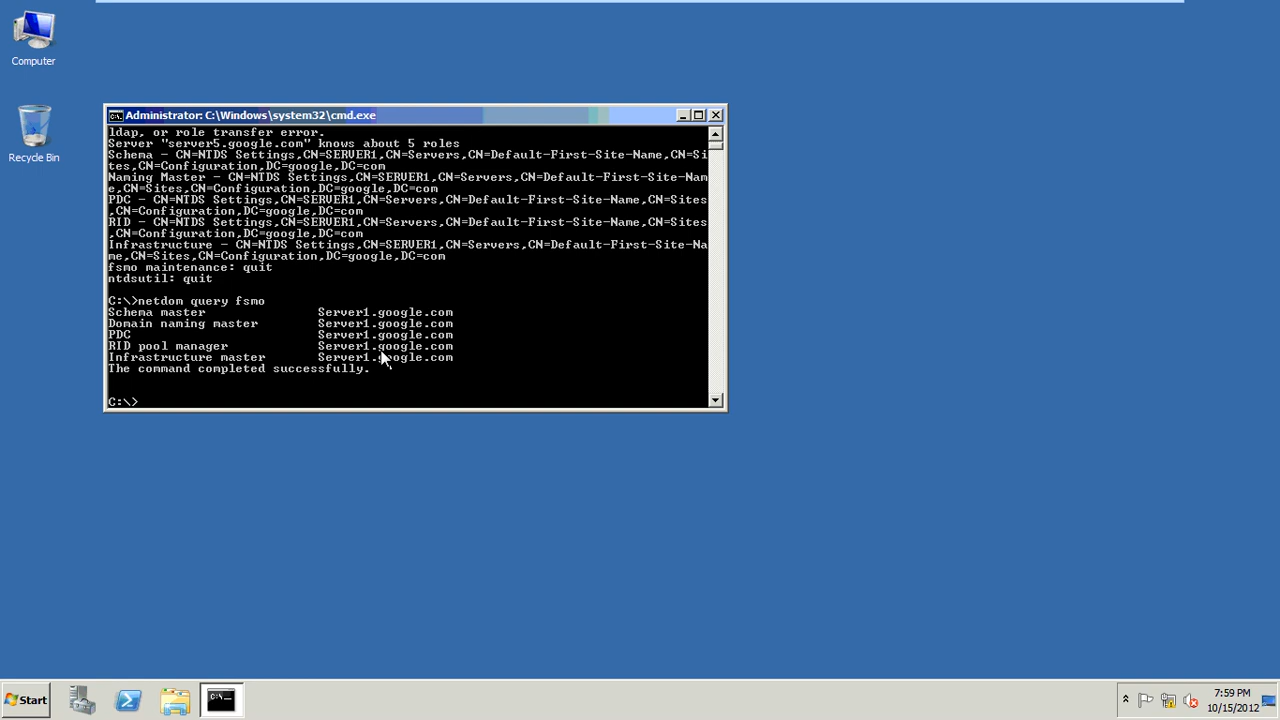 Computer
Recycle Bin
Administrator: C:\Windows\system32\cmd.exe
ldap, or role transfer error.
Server "server5.google.com" knows about 5 roles
Schema - CN=NTDS Settings,CN=SERVER1,CN=Servers,CN=Default-First-Site-Name,CN=Si
tes,CN=Configuration,DC=google,DC=com
Naming Master - CN=NTDS Settings,CN=SERVER1,CN=Servers,CN=Default-First-Site-Nam
e,CN=Sites,CN=Configuration,DC=google,DC=com
PDC - CN=NTDS Settings,CN=SERVER1,CN=Servers,CN=Default-First-Site-Name,CN=Sites
,CN=Configuration,DC=google,DC=com
RID - CN=NTDS Settings,CN=SERVER1,CN=Servers,CN=Default-First-Site-Name,CN=Sites
,CN=Configuration,DC=google,DC=com
Infrastructure - CN=NTDS Settings,CN=SERVER1,CN=Servers,CN=Default-First-Site-Na
me,CN=Sites,CN=Configuration,DC=google,DC=com
fsmo maintenance: quit
ntdsutil: quit
C:\>netdom query fsmo
Schema master Server1.google.com
Domain naming master Server1.google.com
PDC Server1.google.com
RID pool manager Server1.google.com
Infrastructure master Server1.google.com
The command completed successfully.
C:\>
Start
7:59 PM
10/15/2012